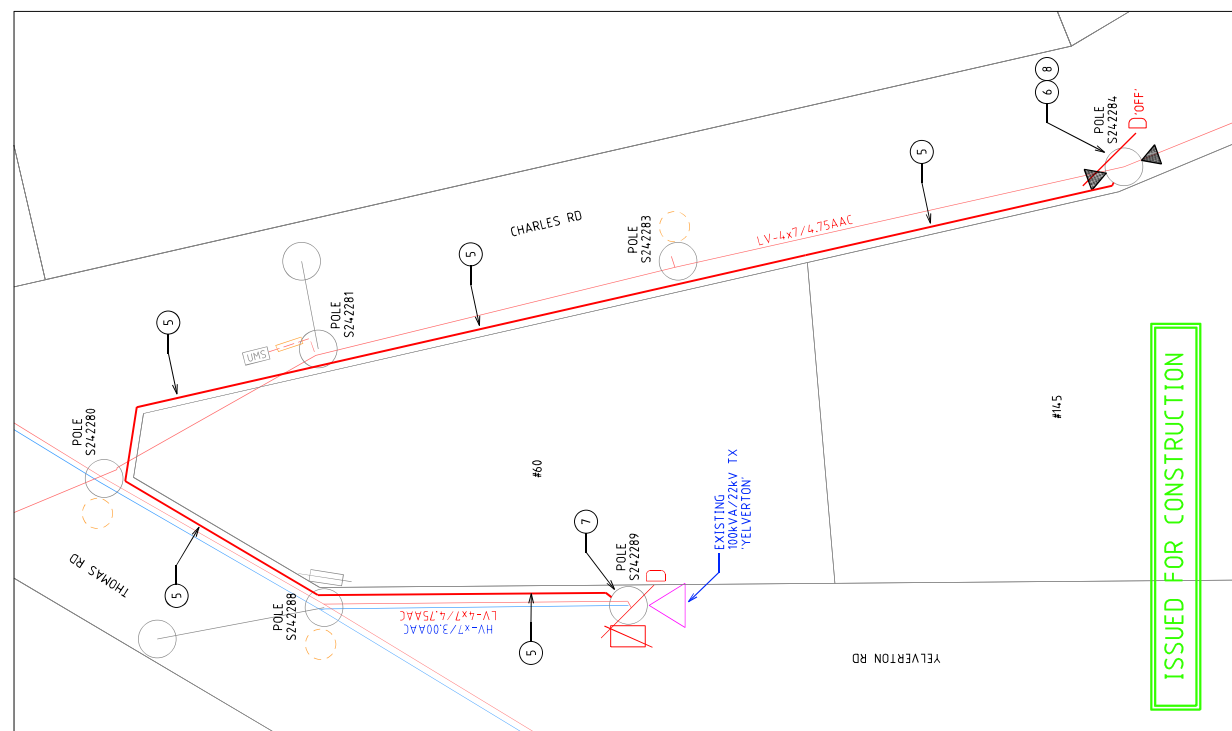 6
8
POLE
S242284
D'OFF'
5
CHARLES RD
POLE
S242283
LV-4x7/4.75AAC
5
POLE
S242281
UMS
5
POLE
S242280
THOMAS RD
5
#60
#145
7
POLE
S242289
D
EXISTING
100kVA/22kV TX
'YELVERTON'
POLE
S242288
LV-4x7/4.75AAC
HV-x7/3.00AAC
5
YELVERTON RD
ISSUED FOR CONSTRUCTION